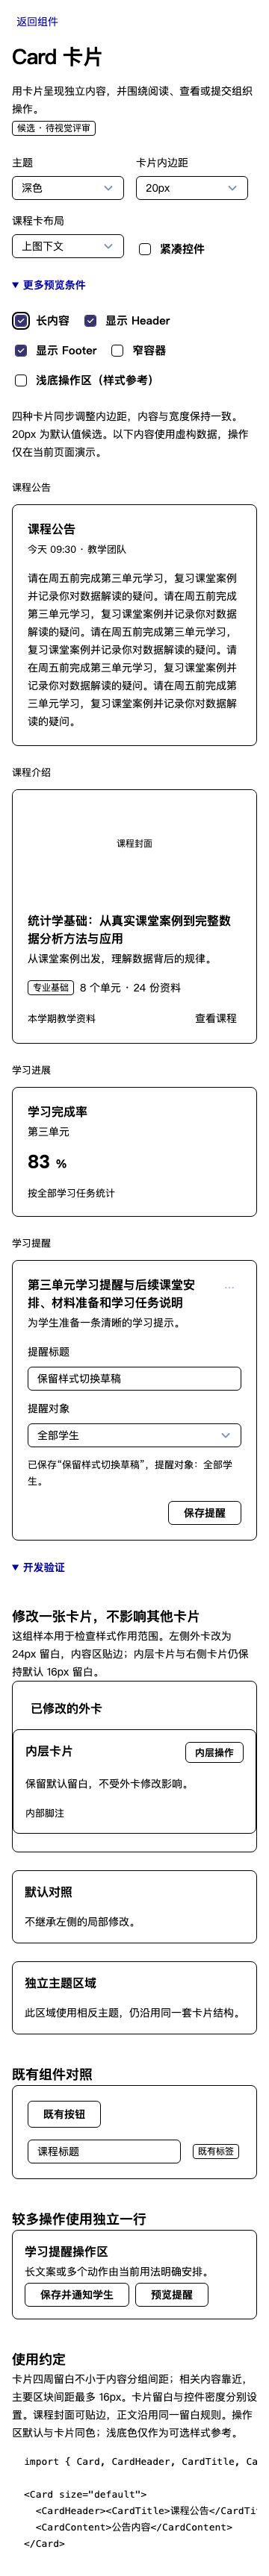 返回组件
Card 卡片
用卡片呈现独立内容，并围绕阅读、查看或提交组织
操作。
候选 · 待视觉评审
主题
卡片内边距
深色
20px
课程卡布局
上图下文
紧凑控件
▼ 更多预览条件
长内容
显示 Header
显示 Footer
窄容器
浅底操作区（样式参考）
四种卡片同步调整内边距，内容与宽度保持一致。
20px 为默认值候选。以下内容使用虚构数据，操作
仅在当前页面演示。
课程公告
课程公告
今天 09:30 · 教学团队
请在周五前完成第三单元学习，复习课堂案例
并记录你对数据解读的疑问。请在周五前完成
第三单元学习，复习课堂案例并记录你对数据
解读的疑问。请在周五前完成第三单元学习，
复习课堂案例并记录你对数据解读的疑问。请
在周五前完成第三单元学习，复习课堂案例并
记录你对数据解读的疑问。请在周五前完成第
三单元学习，复习课堂案例并记录你对数据解
读的疑问。
课程介绍
课程封面
统计学基础：从真实课堂案例到完整数
据分析方法与应用
从课堂案例出发，理解数据背后的规律。
专业基础
8 个单元 · 24 份资料
本学期教学资料
查看课程
学习进展
学习完成率
第三单元
83 %
按全部学习任务统计
学习提醒
第三单元学习提醒与后续课堂安
排、材料准备和学习任务说明
...
为学生准备一条清晰的学习提示。
提醒标题
保留样式切换草稿
提醒对象
全部学生
已保存“保留样式切换草稿”，提醒对象：全部学
生。
保存提醒
▼ 开发验证
修改一张卡片，不影响其他卡片
这组样本用于检查样式作用范围。左侧外卡改为
24px 留白，内容区贴边；内层卡片与右侧卡片仍保
持默认 16px 留白。
已修改的外卡
内层卡片
内层操作
保留默认留白，不受外卡修改影响。
内部脚注
默认对照
不继承左侧的局部修改。
独立主题区域
此区域使用相反主题，仍沿用同一套卡片结构。
既有组件对照
既有按钮
课程标题
既有标签
较多操作使用独立一行
学习提醒操作区
长文案或多个动作由当前用法明确安排。
保存并通知学生
预览提醒
使用约定
卡片四周留白不小于内容分组间距；相关内容靠近，
主要区块间距最多 16px。卡片留白与控件密度分别设
置。课程封面可贴边，正文沿用同一留白规则。操作
区默认与卡片同色；浅底色仅作为可选样式参考。
import { Card, CardHeader, CardTitle, Ca
<Card size="default">
<CardHeader><CardTitle>课程公告</CardTi
<CardContent>公告内容</CardContent>
</Card>